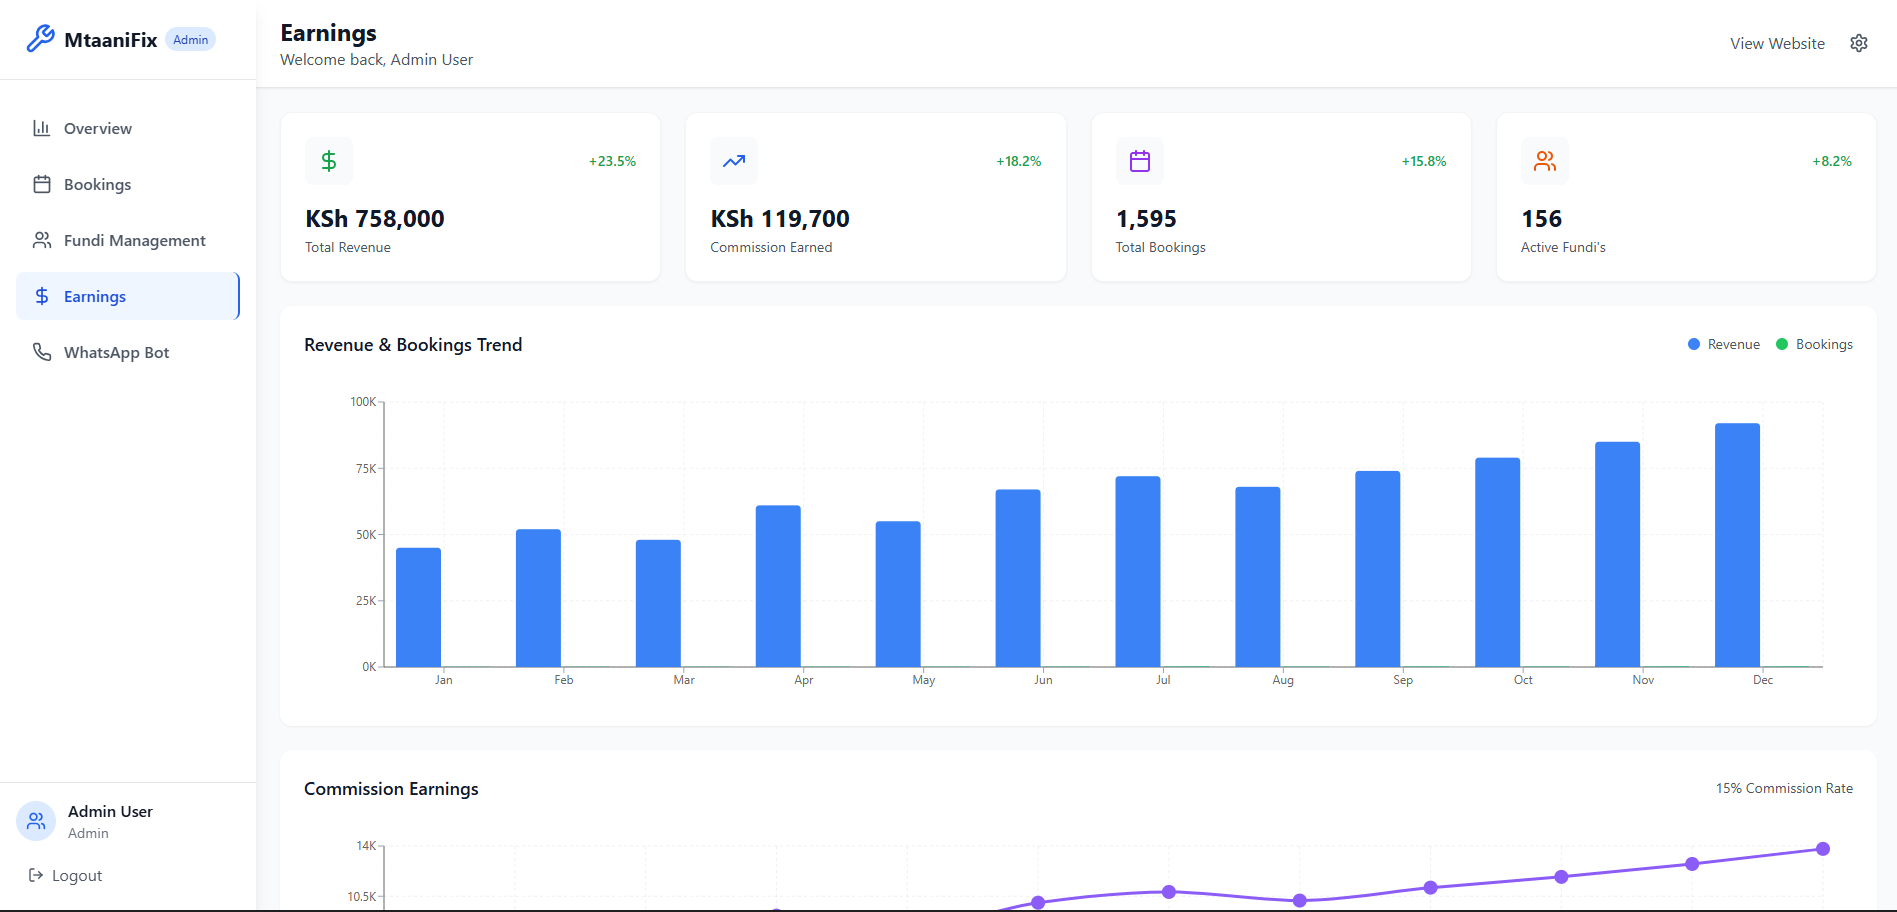 MtaaniFix Admin
Overview
Bookings
Fundi Management
Earnings
WhatsApp Bot
Admin User
Admin
Logout
Earnings
Welcome back, Admin User
View Website
+23.5%
KSh 758,000
Total Revenue
+18.2%
KSh 119,700
Commission Earned
+15.8%
1,595
Total Bookings
+8.2%
156
Active Fundi's
Revenue & Bookings Trend
Revenue Bookings
100K
75K
50K
25K
0K
Jan Feb Mar Apr May Jun Jul Aug Sep Oct Nov Dec
Commission Earnings
15% Commission Rate
14K
10.5K